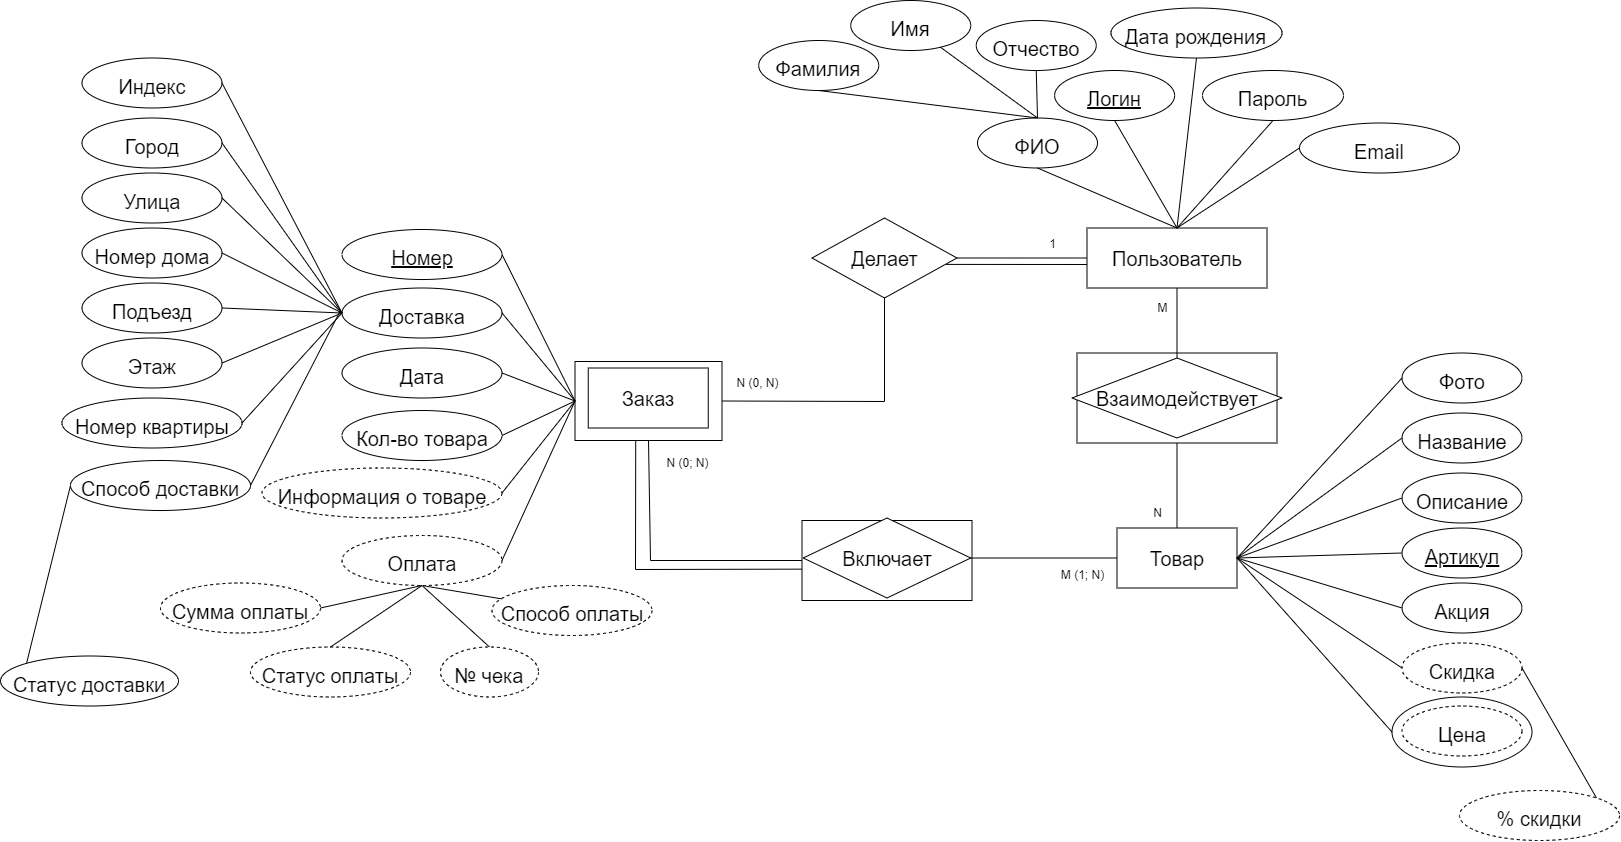 Имя
Отчество
Дата рождения
Фамилия
Логин
Пароль
ФИО
Email
Индекс
Город
Улица
Номер дома
Подъезд
Этаж
Номер квартиры
Способ доставки
Статус доставки
Номер
Доставка
Дата
Кол-во товара
Информация о товаре
Оплата
Сумма оплаты
Способ оплаты
Статус оплаты
№ чека
Заказ
N (0, N)
N (0; N)
Делает
1
Пользователь
M
Взаимодействует
N
Включает
M (1; N)
Товар
Фото
Название
Описание
Артикул
Акция
Скидка
Цена
% скидки